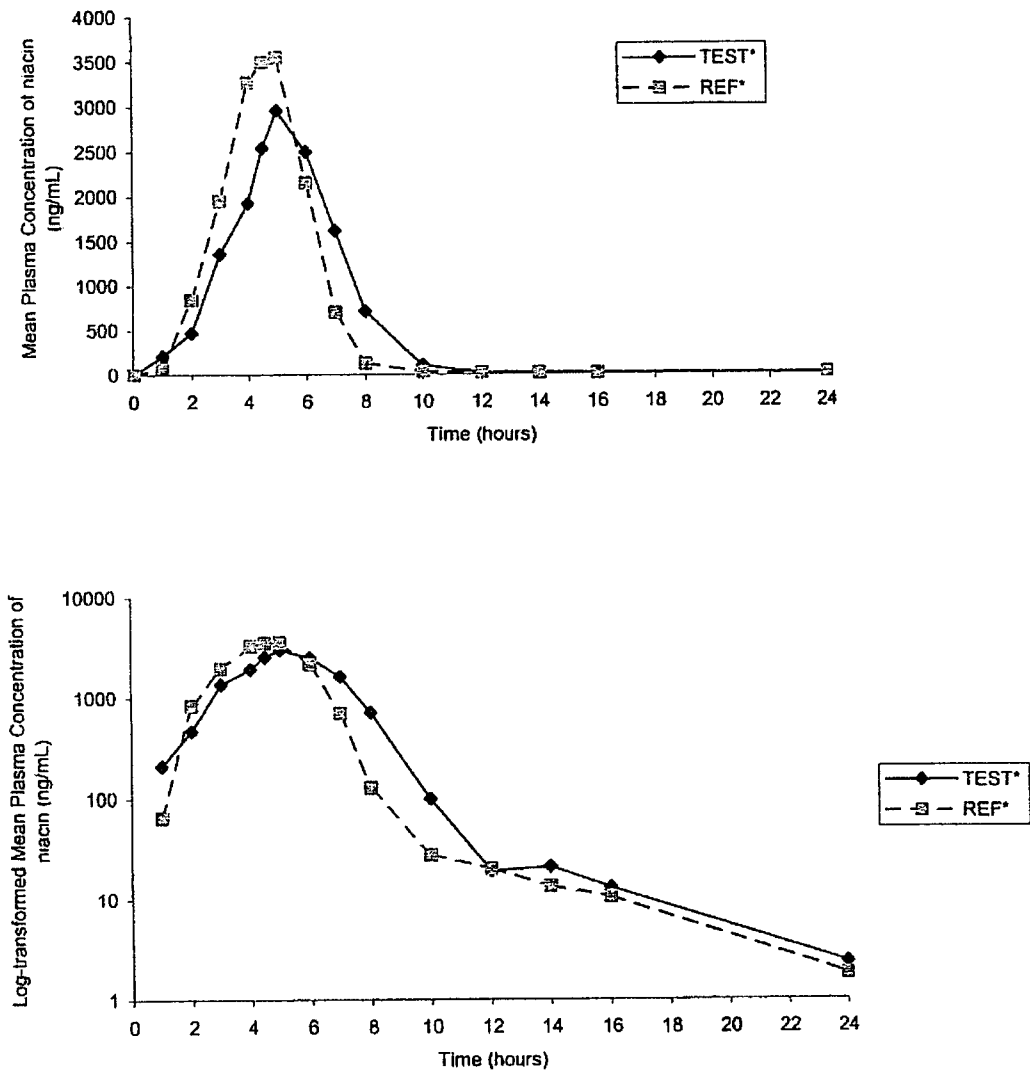 Mean Plasma Concentration of niacin
(ng/mL)
4000
3500
3000
2500
2000
1500
1000
500
0
0 2 4 6 8 10 12 14 16 18 20 22 24
Time (hours)
TEST*
REF*
Log-transformed Mean Plasma Concentration of
niacin (ng/mL)
10000
1000
100
10
1
0 2 4 6 8 10 12 14 16 18 20 22 24
Time (hours)
TEST*
REF*